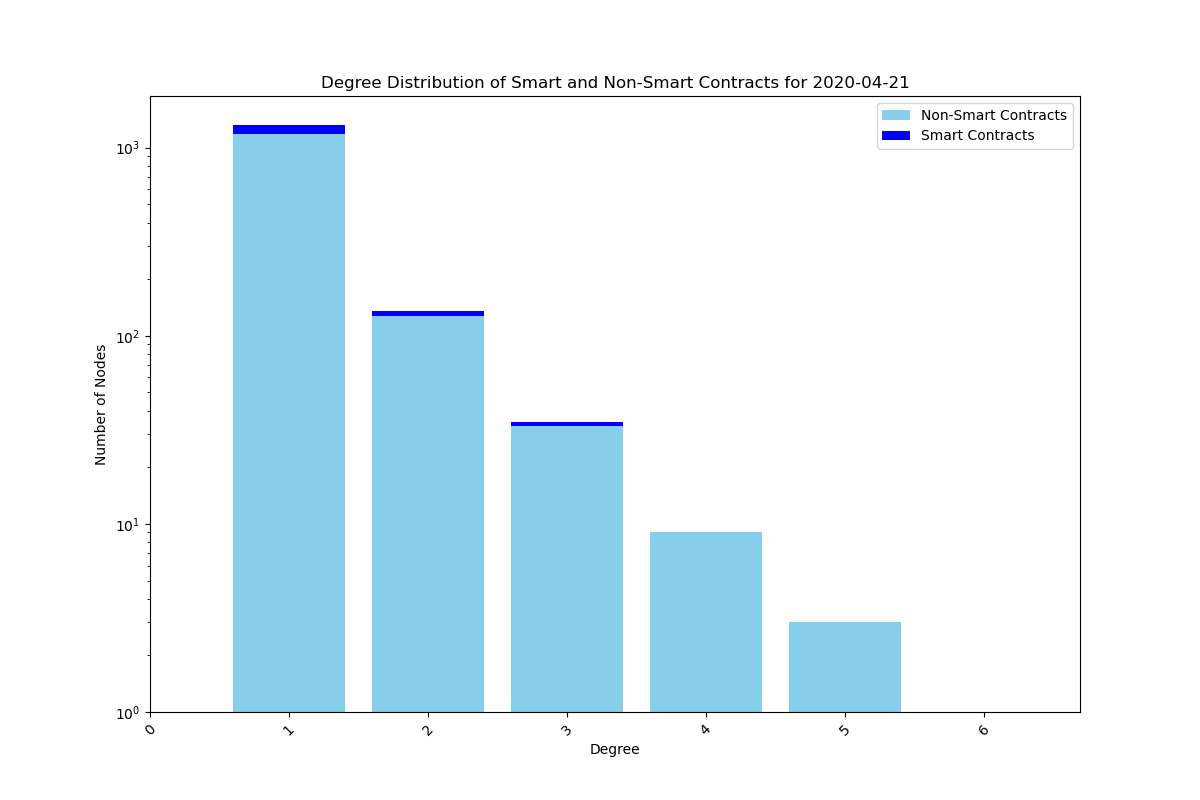 Degree Distribution of Smart and Non-Smart Contracts for 2020-04-21
Non-Smart Contracts
Smart Contracts
Number of Nodes
10³
10²
10¹
10⁰
0 1 2 3 4 5 6
Degree